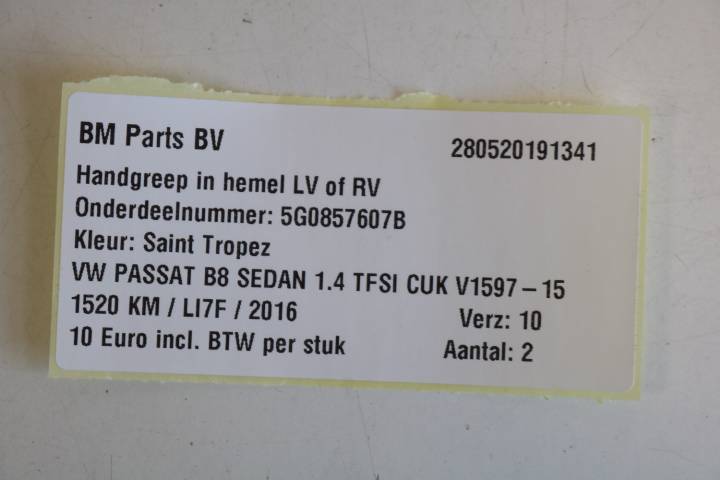 BM Parts BV 280520191341
Handgreep in hemel LV of RV
Onderdeelnummer: 5G0857607B
Kleur: Saint Tropez
VW PASSAT B8 SEDAN 1.4 TFSI CUK V1597-15
1520 KM / LI7F / 2016 Verz: 10
10 Euro incl. BTW per stuk Aantal: 2